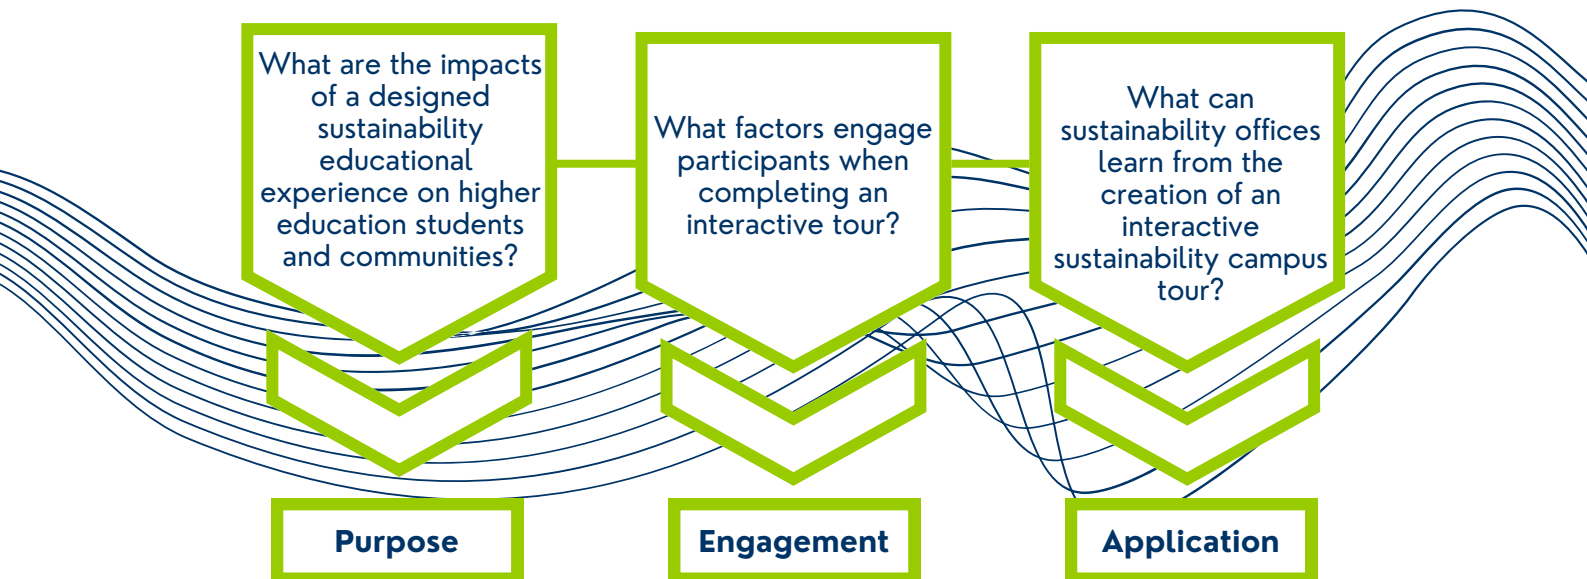 What are the impacts
of a designed
sustainability
educational
experience on higher
education students
and communities?
What factors engage
participants when
completing an
interactive tour?
What can
sustainability offices
learn from the
creation of an
interactive
sustainability campus
tour?
Purpose
Engagement
Application